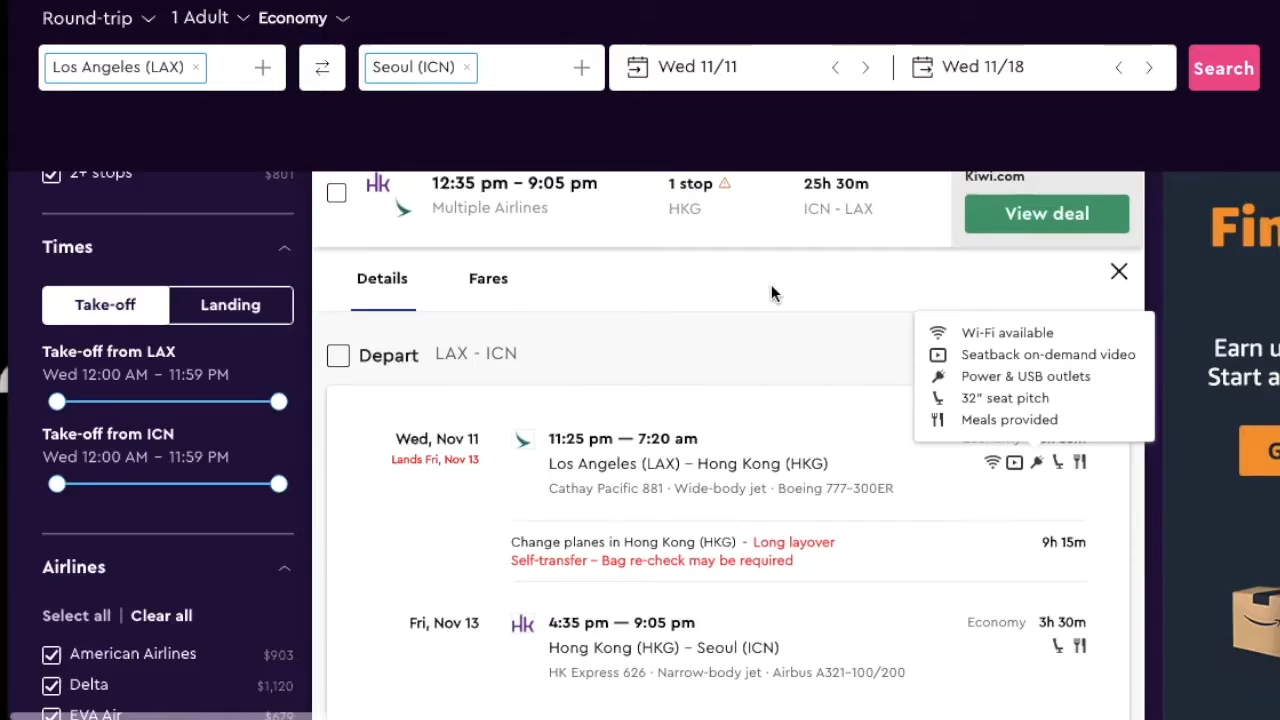 Round-trip 1 Adult Economy
Los Angeles (LAX) × + Seoul (ICN) × + Wed 11/11 Wed 11/18 Search
2+ stops $801
Times
Take-off Landing
Take-off from LAX
Wed 12:00 AM – 11:59 PM
Take-off from ICN
Wed 12:00 AM – 11:59 PM
Airlines
Select all | Clear all
American Airlines $903
Delta $1,120
EVA Air $679
Hk 12:35 pm – 9:05 pm 1 stop 25h 30m
Multiple Airlines HKG ICN - LAX
Kiwi.com
View deal
Details Fares
Depart LAX - ICN
Wi-Fi available
Seatback on-demand video
Power & USB outlets
32" seat pitch
Meals provided
Wed, Nov 11 11:25 pm — 7:20 am
Lands Fri, Nov 13
Los Angeles (LAX) – Hong Kong (HKG)
Cathay Pacific 881 · Wide-body jet · Boeing 777-300ER
Change planes in Hong Kong (HKG) - Long layover 9h 15m
Self-transfer – Bag re-check may be required
Fri, Nov 13 Hk 4:35 pm — 9:05 pm Economy 3h 30m
Hong Kong (HKG) – Seoul (ICN)
HK Express 626 · Narrow-body jet · Airbus A321-100/200
Fin
Earn u
Start a
G